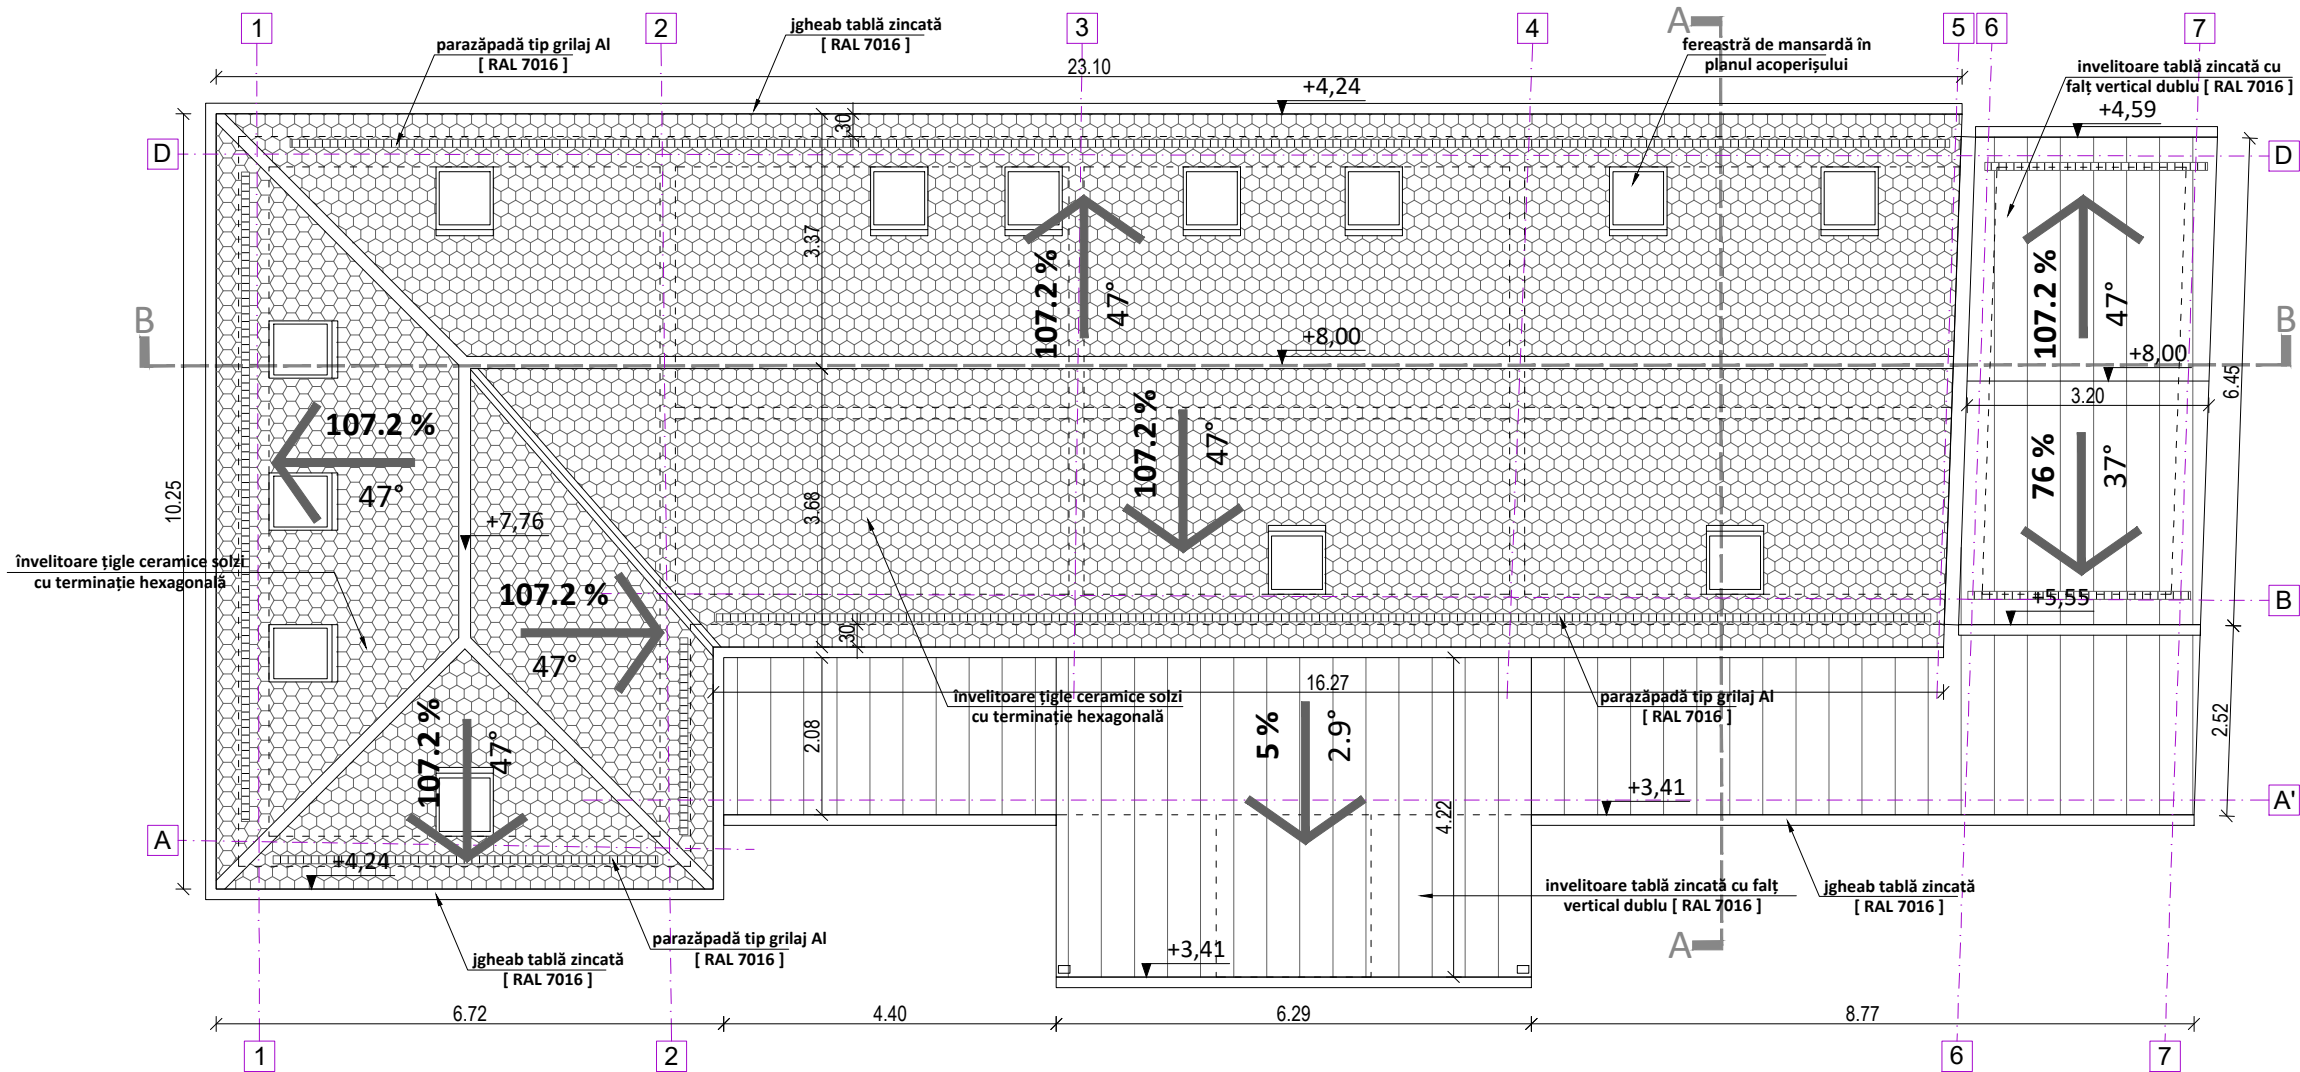 1
2
3
4
A
5
6
7
parazăpadă tip grilaj Al
[ RAL 7016 ]
jgheab tablă zincată
[ RAL 7016 ]
fereastră de mansardă în
planul acoperişului
invelitoare tablă zincată cu
falț vertical dublu [ RAL 7016 ]
23.10
+4,24
+4,59
.30
D
D
3.37
107.2 %
47°
107.2 %
47°
B
B
+8,00
+8,00
6.45
3.20
107.2 %
47°
107.2 %
47°
76 %
37°
10.25
3.68
+7,76
învelitoare țigle ceramice solzi
cu terminație hexagonală
107.2 %
47°
+5,55
B
.30
învelitoare țigle ceramice solzi
cu terminație hexagonală
16.27
parazăpadă tip grilaj Al
[ RAL 7016 ]
107.2 %
47°
2.08
5 %
2.9°
2.52
+3,41
A'
4.22
A
+4,24
invelitoare tablă zincată cu falț
vertical dublu [ RAL 7016 ]
jgheab tablă zincată
[ RAL 7016 ]
jgheab tablă zincată
[ RAL 7016 ]
parazăpadă tip grilaj Al
[ RAL 7016 ]
+3,41
A
6.72
4.40
6.29
8.77
1
2
6
7